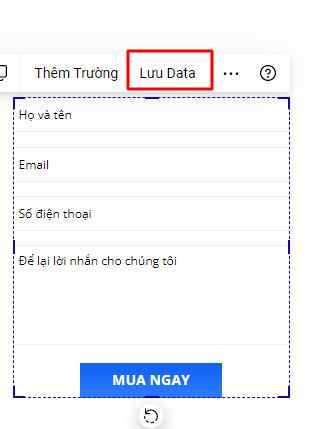 Thêm Trường Lưu Data
Họ và tên
Email
Số điện thoại
Để lại lời nhắn cho chúng tôi
MUA NGAY